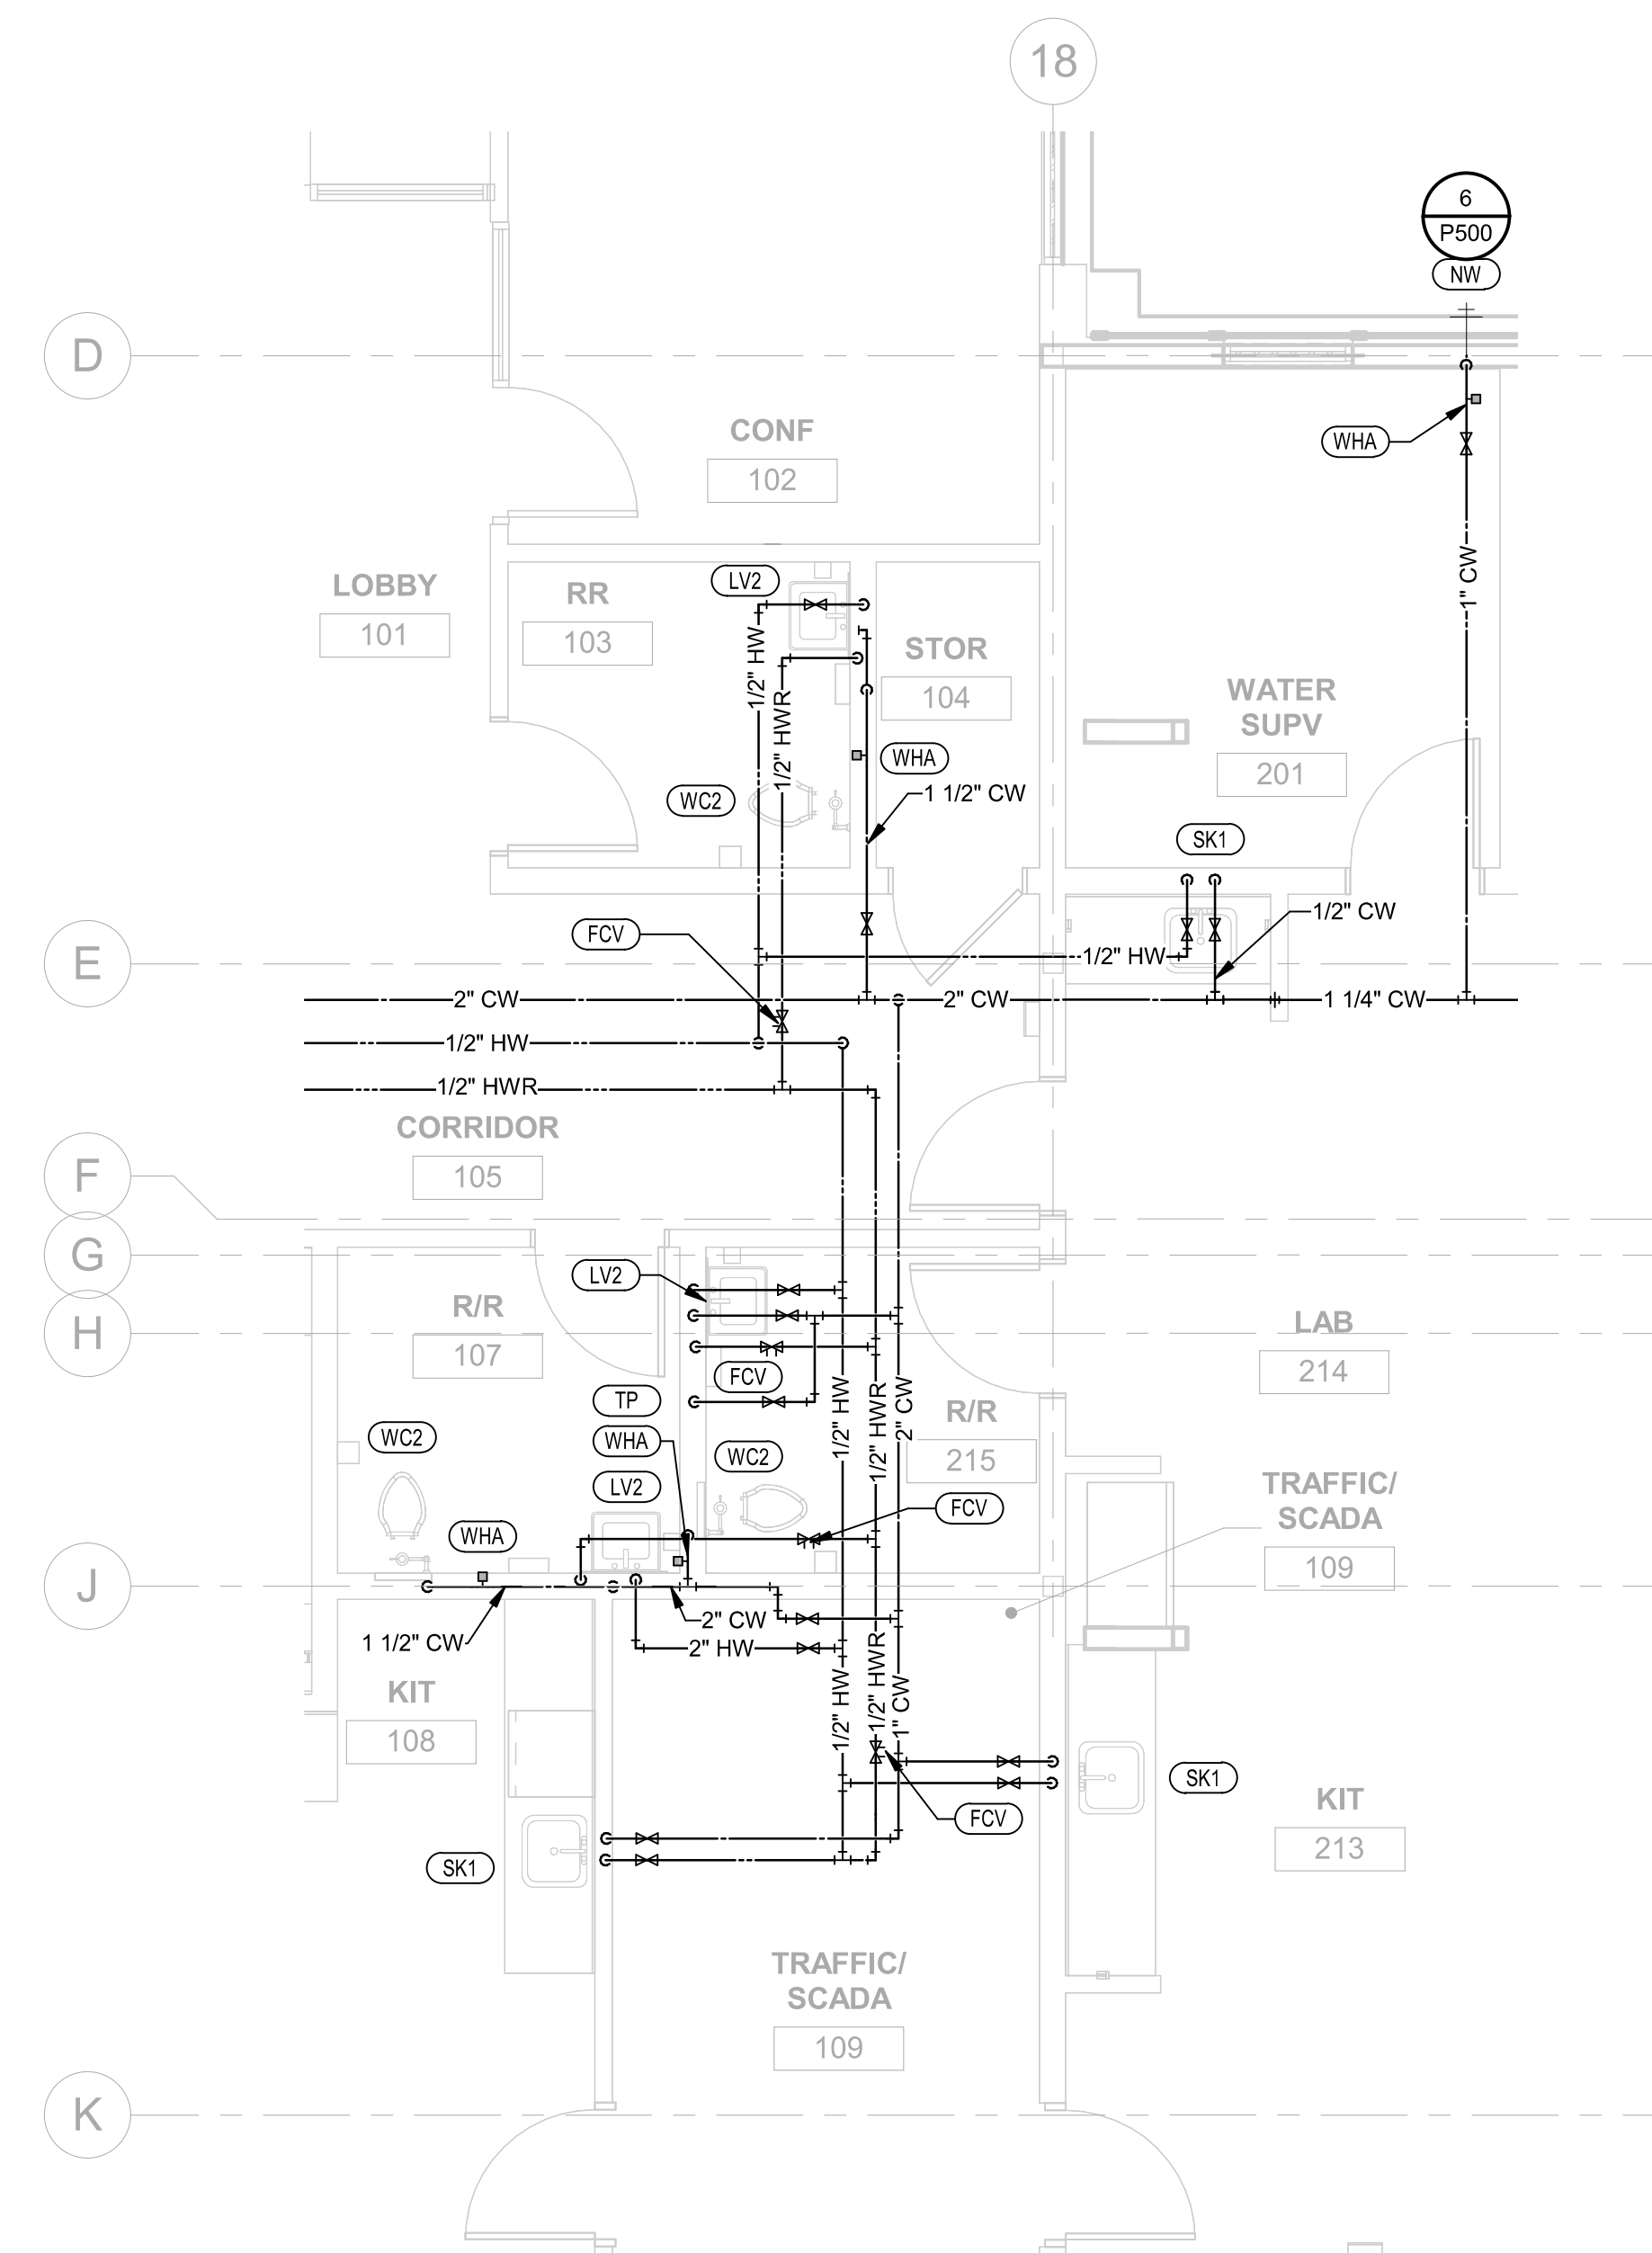 18
6
P500
NW
D
WHA
CONF
102
1" CW
LOBBY
101
RR
103
LV2
1/2" HW
1/2" HWR
STOR
104
WATER
SUPV
201
WHA
WC2
1 1/2" CW
SK1
FCV
1/2" CW
E
1/2" HW
2" CW
2" CW
1 1/4" CW
1/2" HW
1/2" HWR
CORRIDOR
105
F
G
LV2
R/R
107
H
LAB
214
FCV
TP
1/2" HW
1/2" HWR
2" CW
R/R
215
WC2
WHA
WC2
LV2
TRAFFIC/
SCADA
109
FCV
WHA
J
2" CW
1 1/2" CW
2" HW
1/2" HW
1/2" HWR
1" CW
KIT
108
SK1
KIT
213
FCV
SK1
TRAFFIC/
SCADA
109
K